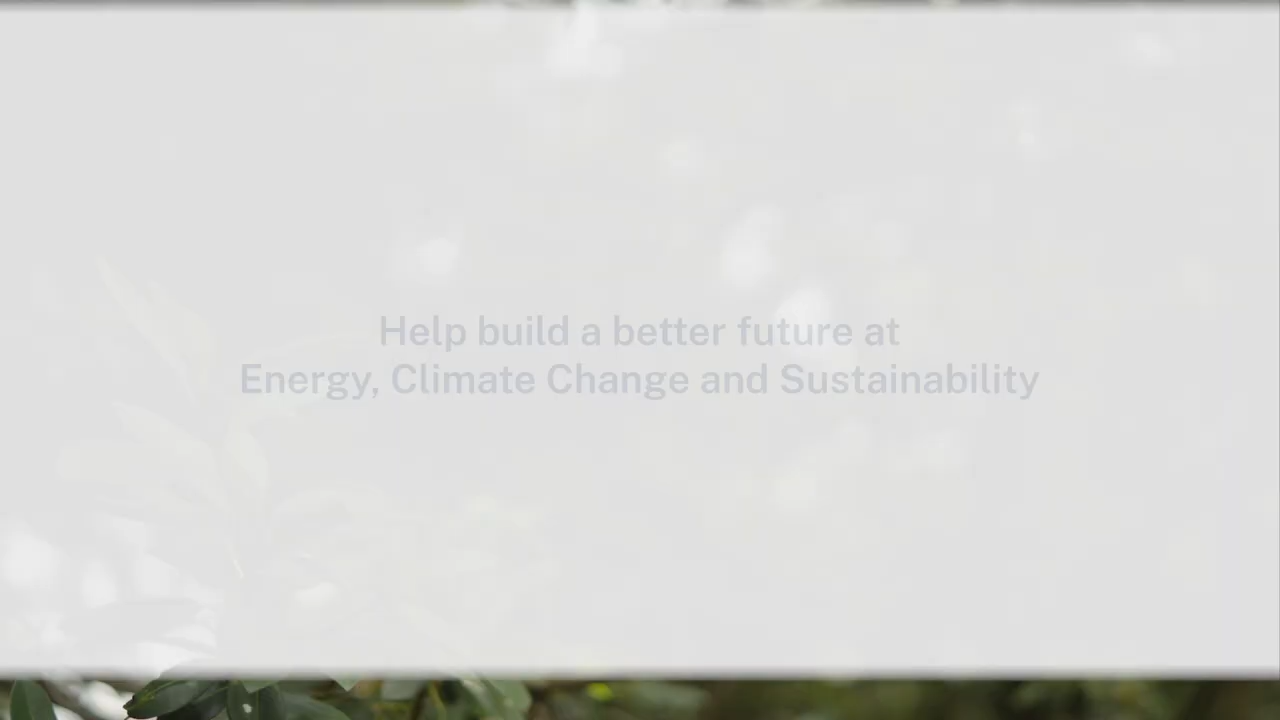 Help build a better future at
Energy, Climate Change and Sustainability